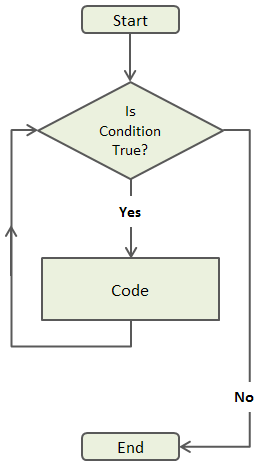 Start
Is
Condition
True?
Yes
Code
No
End